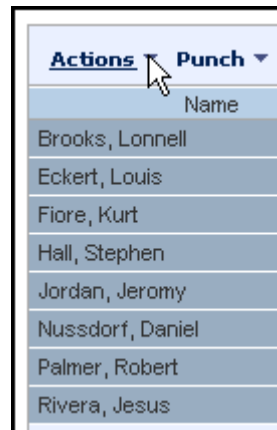 Actions Punch
Name
Brooks, Lonnell
Eckert, Louis
Fiore, Kurt
Hall, Stephen
Jordan, Jeromy
Nussdorf, Daniel
Palmer, Robert
Rivera, Jesus